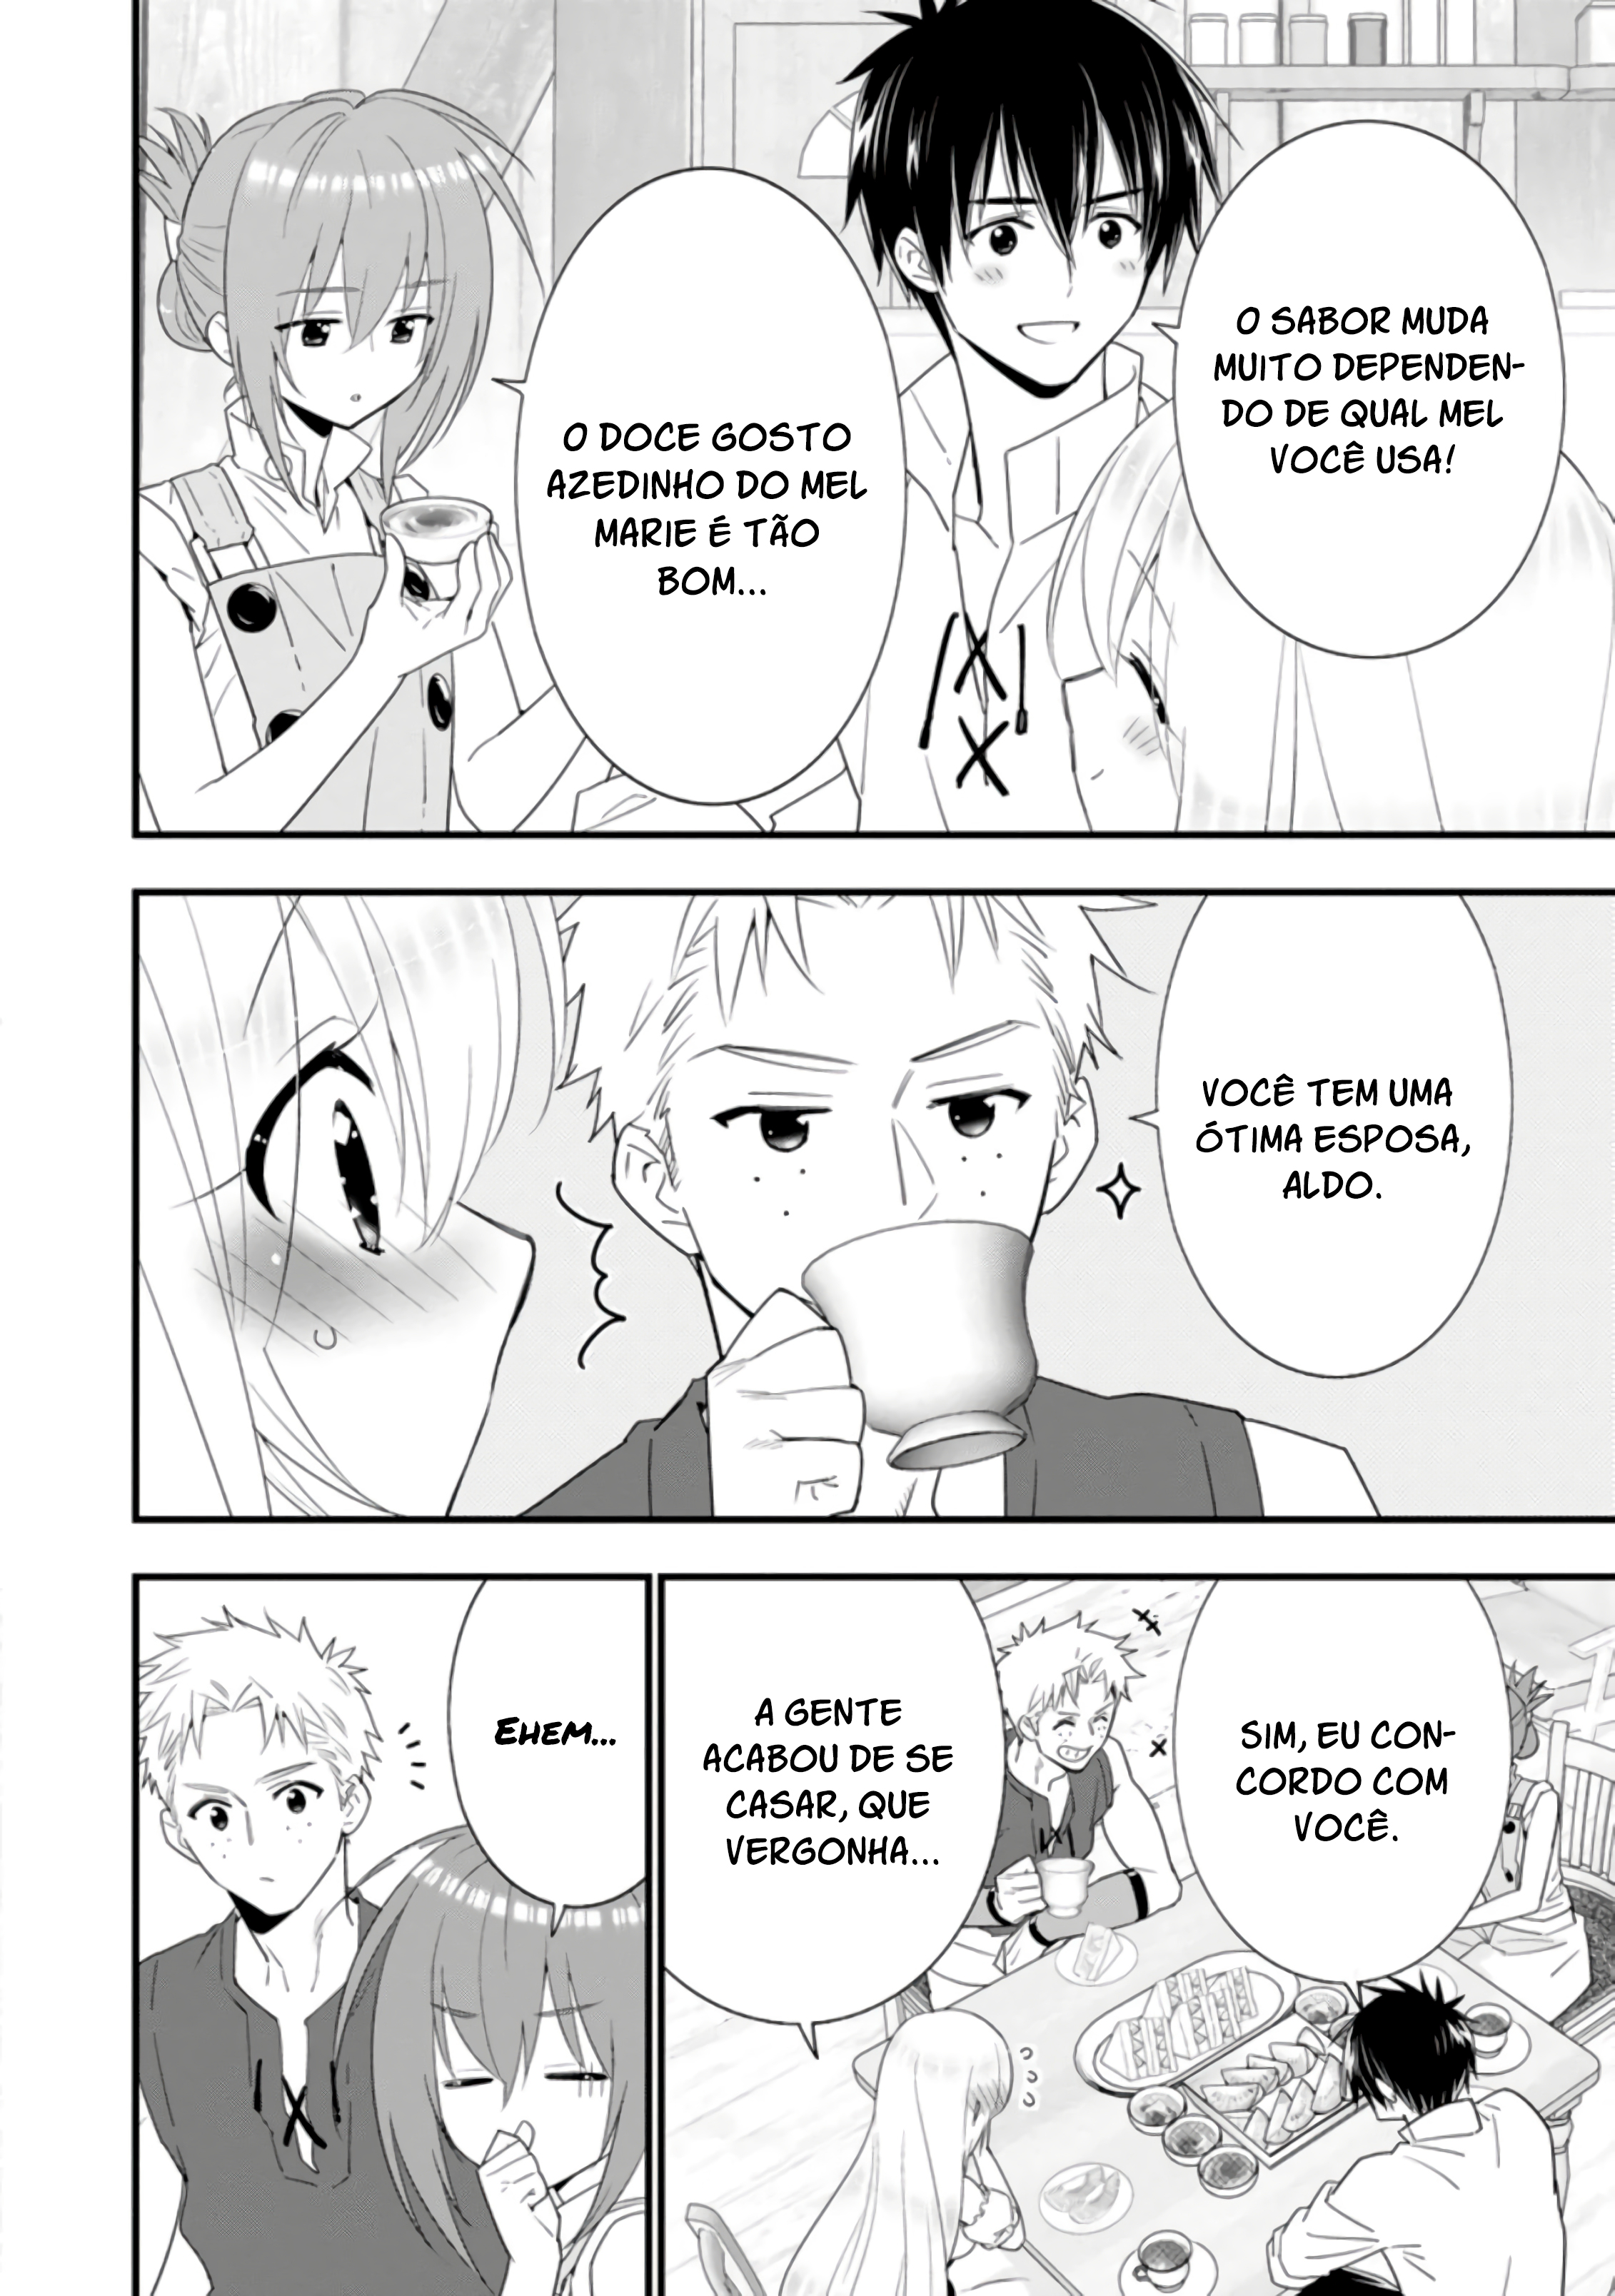 O SABOR MUDA
MUITO DEPENDEN-
DO DE QUAL MEL
VOCÊ USA!
O DOCE GOSTO
AZEDINHO DO MEL
MARIE É TÃO
BOM...
VOCÊ TEM UMA
ÓTIMA ESPOSA,
ALDO.
SIM, EU CON-
CORDO COM
VOCÊ.
A GENTE
ACABOU DE SE
CASAR, QUE
VERGONHA...
EHEM...